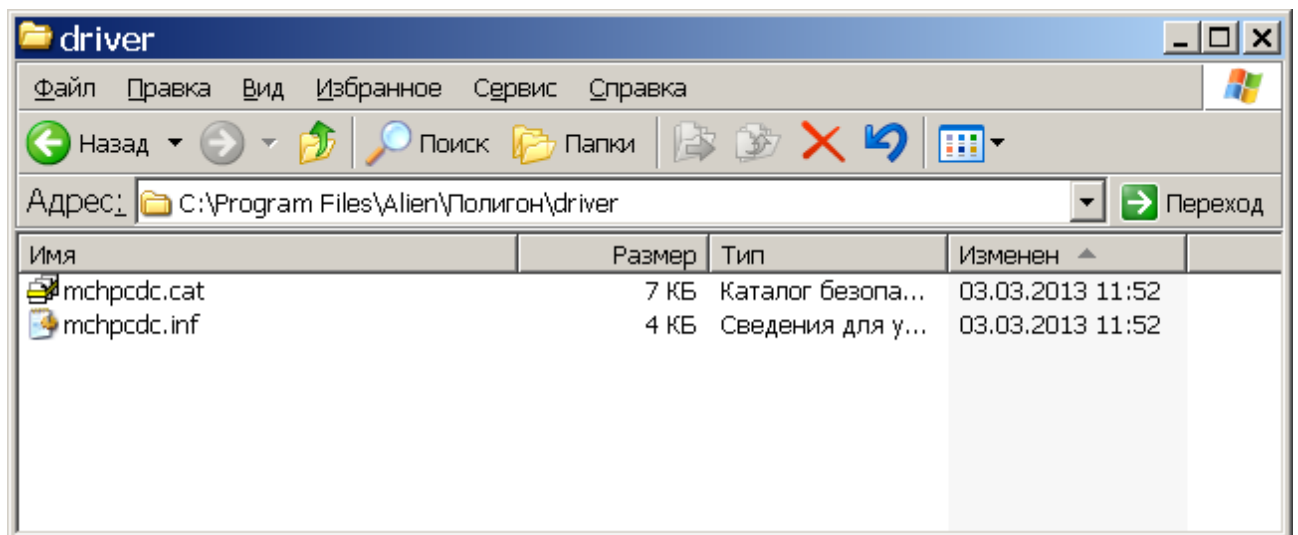 driver
Файл Правка Вид Избранное Сервис Справка
Назад Поиск Папки
Адрес: C:\Program Files\Alien\Полигон\driver Переход
Имя Размер Тип Изменен
mchpcdc.cat 7 КБ Каталог безопа... 03.03.2013 11:52
mchpcdc.inf 4 КБ Сведения для у... 03.03.2013 11:52